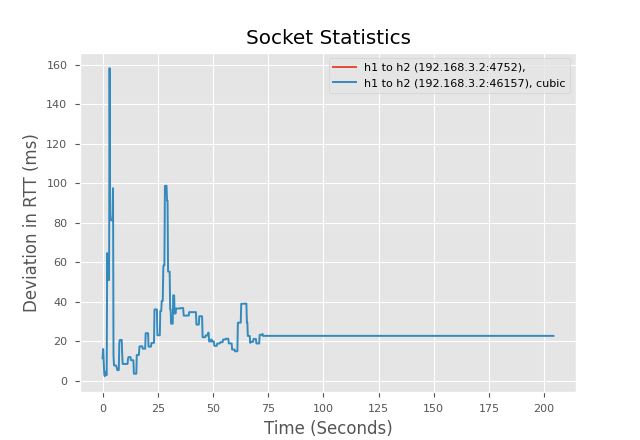 Socket Statistics
h1 to h2 (192.168.3.2:4752),
h1 to h2 (192.168.3.2:46157), cubic
Deviation in RTT (ms)
160
140
120
100
80
60
40
20
0
0 25 50 75 100 125 150 175 200
Time (Seconds)